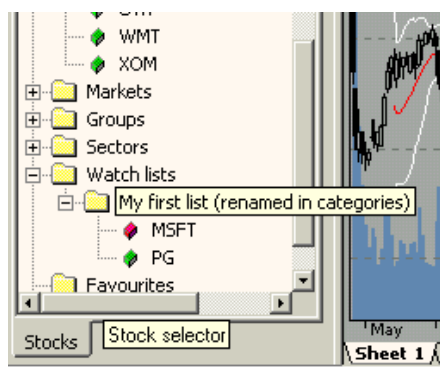 WMT
XOM
Markets
Groups
Sectors
Watch lists
My first list (renamed in categories)
MSFT
PG
Favourites
Stocks
Stock selector
May
Sheet 1